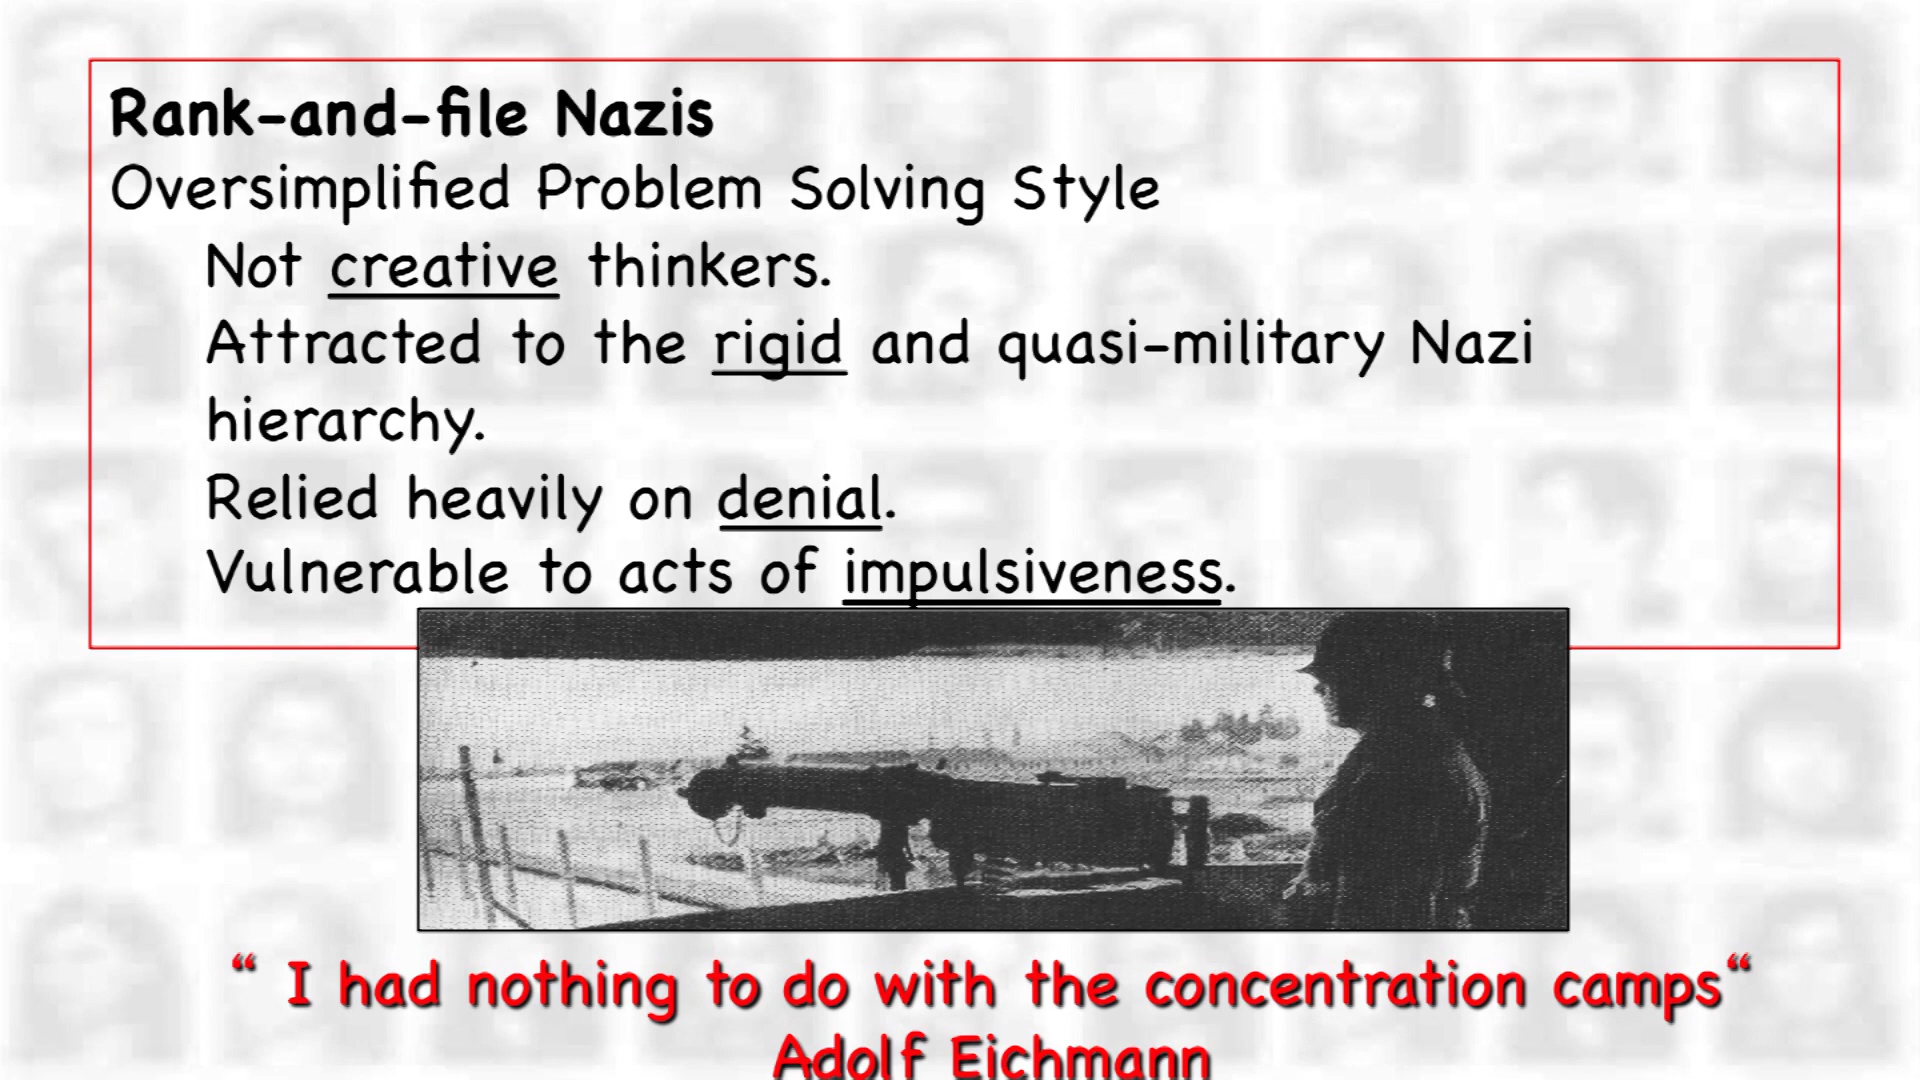 Rank-and-file Nazis
Oversimplified Problem Solving Style
Not creative thinkers.
Attracted to the rigid and quasi-military Nazi
hierarchy.
Relied heavily on denial.
Vulnerable to acts of impulsiveness.
“ I had nothing to do with the concentration camps“
Adolf Eichmann